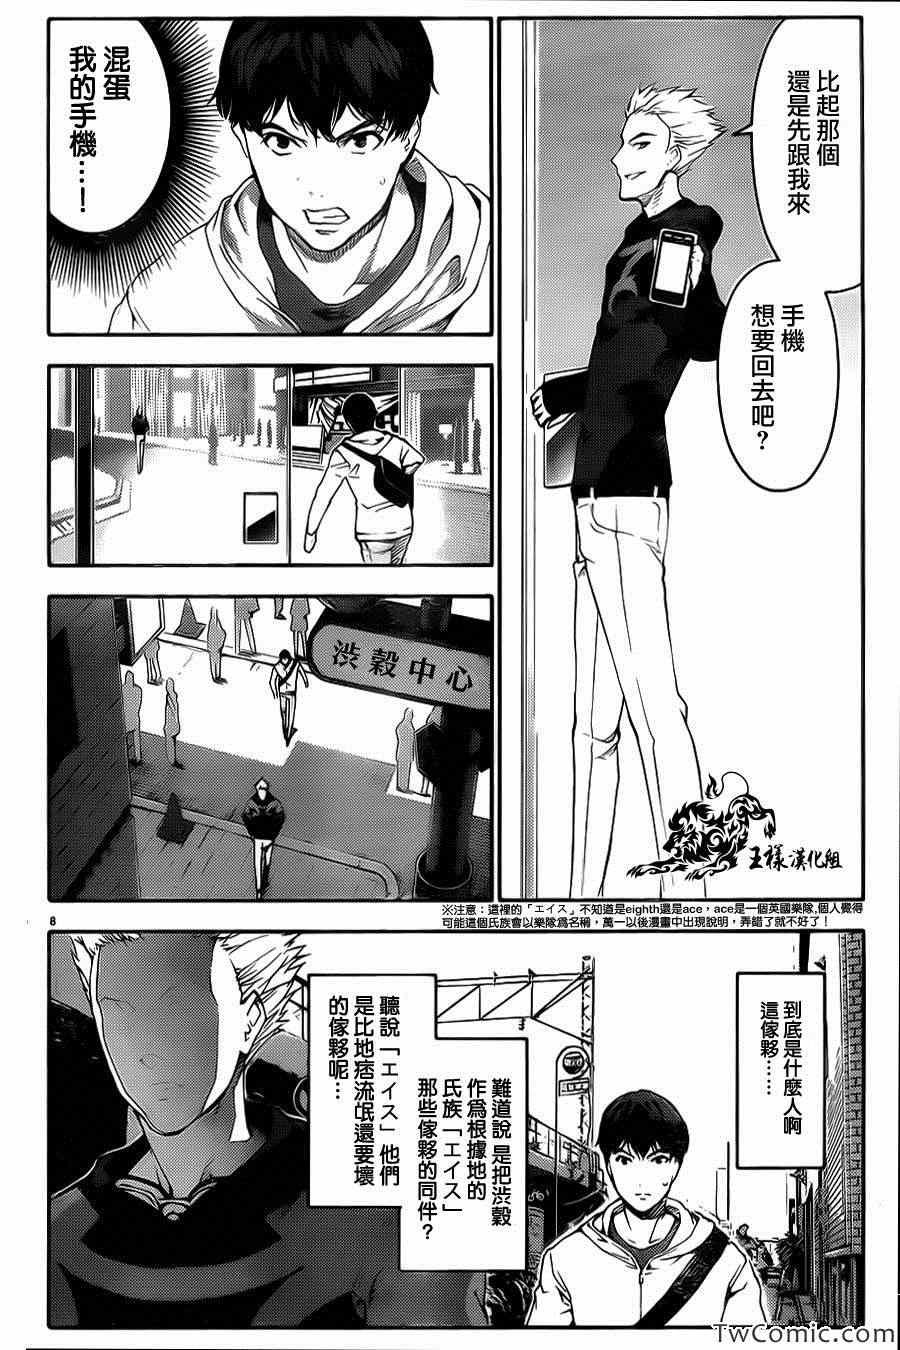 比起那個
還是先跟我來
手機
想要回去吧?
混蛋
我的手機…!
渋穀中心
王様漢化組
8
※注意：這裡的「エイス」不知道是eighth還是ace，ace是一個英國樂隊,個人覺得
可能這個氏族會以樂隊爲名稱，萬一以後漫畫中出現說明，弄錯了就不好了！
到底是什麼人啊
這傢夥……
難道說 是把渋穀
作爲根據地的
氏族「エイス」
那些傢夥的同伴?
聽說「エイス」他們
是比地痞流氓還要壞
的傢夥呢…
TwComic.com